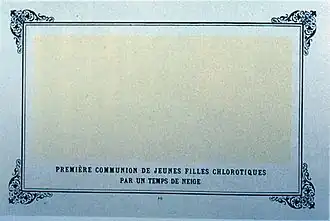 PREMIÈRE COMMUNION DE JEUNES FILLES CHLOROTIQUES
PAR UN TEMPS DE NEIGE